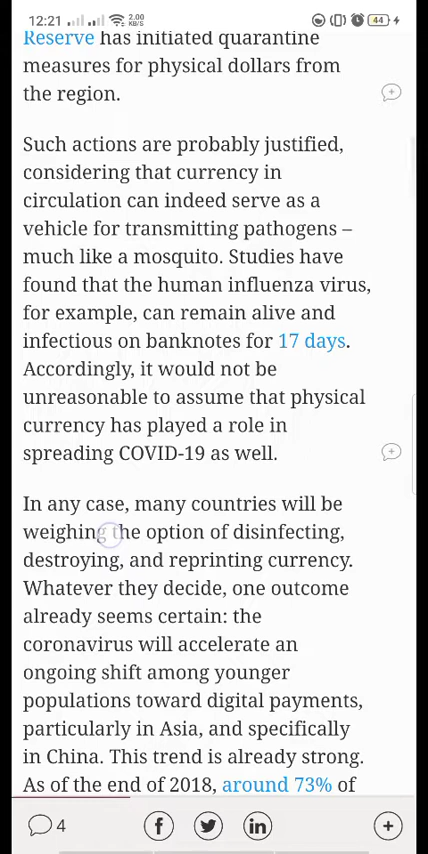 12:21 2.00 KB/S 44
Reserve has initiated quarantine
measures for physical dollars from
the region.
Such actions are probably justified,
considering that currency in
circulation can indeed serve as a
vehicle for transmitting pathogens –
much like a mosquito. Studies have
found that the human influenza virus,
for example, can remain alive and
infectious on banknotes for 17 days.
Accordingly, it would not be
unreasonable to assume that physical
currency has played a role in
spreading COVID-19 as well.
In any case, many countries will be
weighing the option of disinfecting,
destroying, and reprinting currency.
Whatever they decide, one outcome
already seems certain: the
coronavirus will accelerate an
ongoing shift among younger
populations toward digital payments,
particularly in Asia, and specifically
in China. This trend is already strong.
As of the end of 2018, around 73% of
4